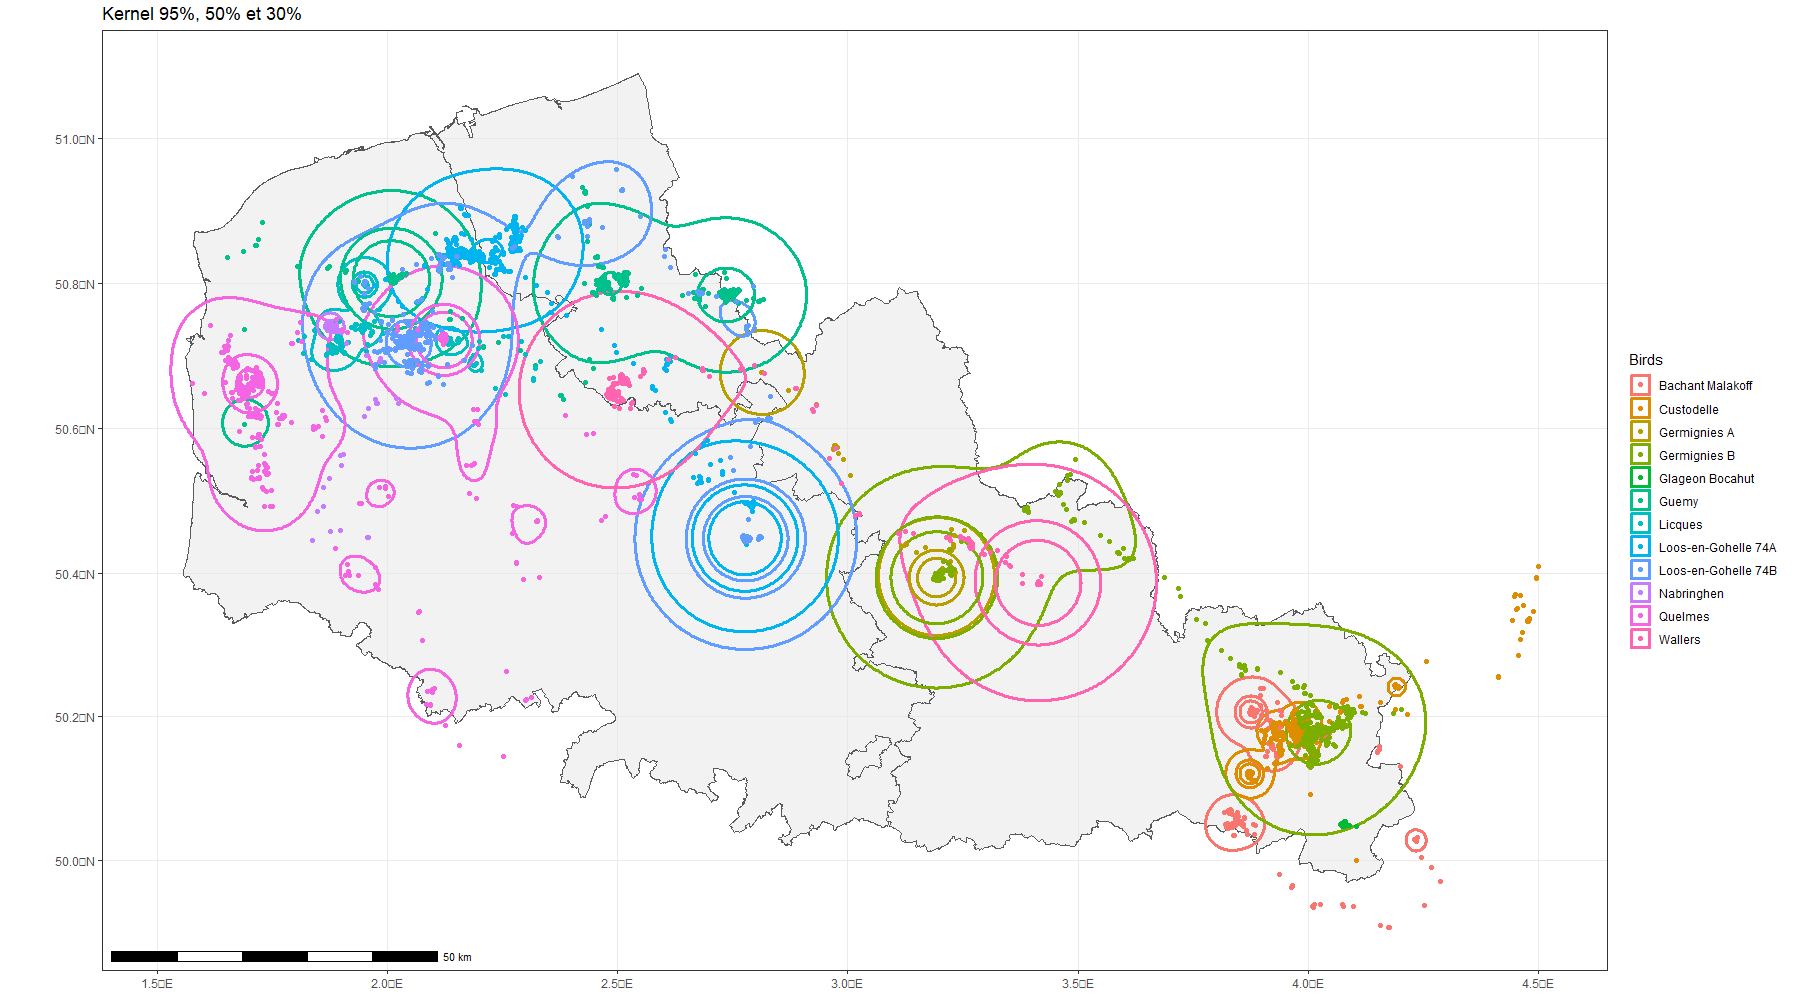 Kernel 95%, 50% et 30%
51.0□N
50.8□N
50.6□N
50.4□N
50.2□N
50.0□N
1.5□E
2.0□E
2.5□E
3.0□E
3.5□E
4.0□E
4.5□E
50 km
Birds
Bachant Malakoff
Custodelle
Germignies A
Germignies B
Glageon Bocahut
Guemy
Licques
Loos-en-Gohelle 74A
Loos-en-Gohelle 74B
Nabringhen
Quelmes
Wallers